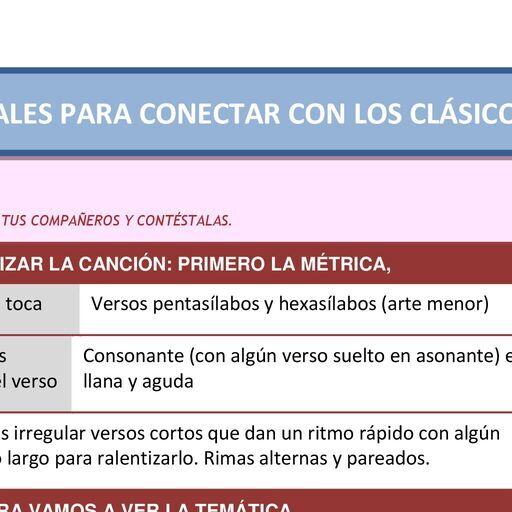 ALES PARA CONECTAR CON LOS CLÁSICO
TUS COMPAÑEROS Y CONTÉSTALAS.
IZAR LA CANCIÓN: PRIMERO LA MÉTRICA,
toca Versos pentasílabos y hexasílabos (arte menor)
s Consonante (con algún verso suelto en asonante) e
el verso llana y aguda
s irregular versos cortos que dan un ritmo rápido con algún
o largo para ralentizarlo. Rimas alternas y pareados.
RA VAMOS A VER LA TEMÁTICA